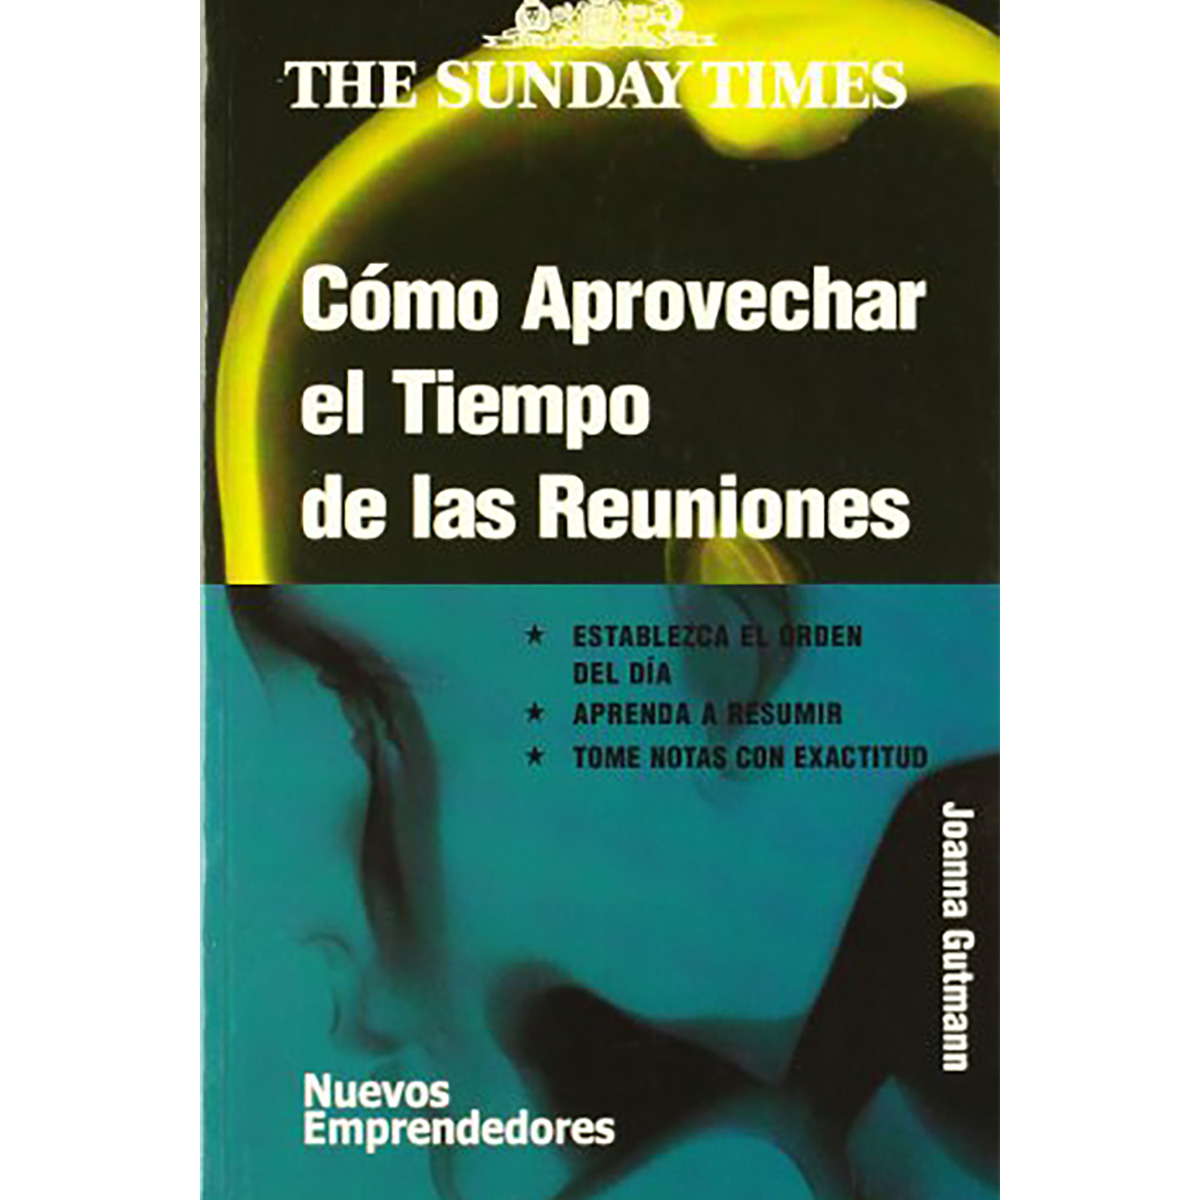 THE SUNDAY TIMES
Cómo Aprovechar
el Tiempo
de las Reuniones
★ ESTABLEZCA EL ORDEN
DEL DÍA
★ APRENDA A RESUMIR
★ TOME NOTAS CON EXACTITUD
Joanna Gutmann
Nuevos
Emprendedores